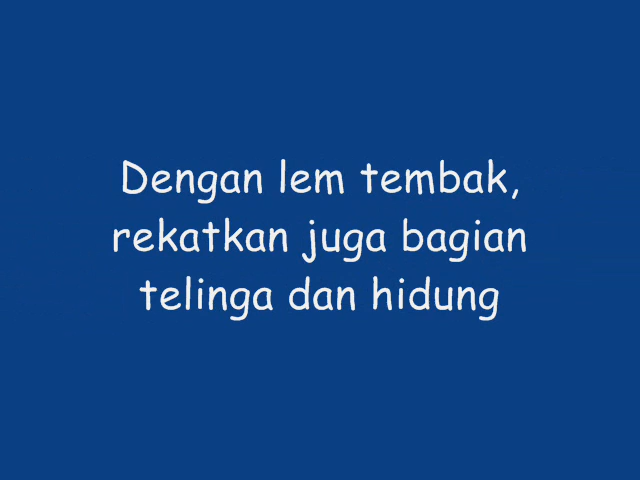 Dengan lem tembak,
rekatkan juga bagian
telinga dan hidung